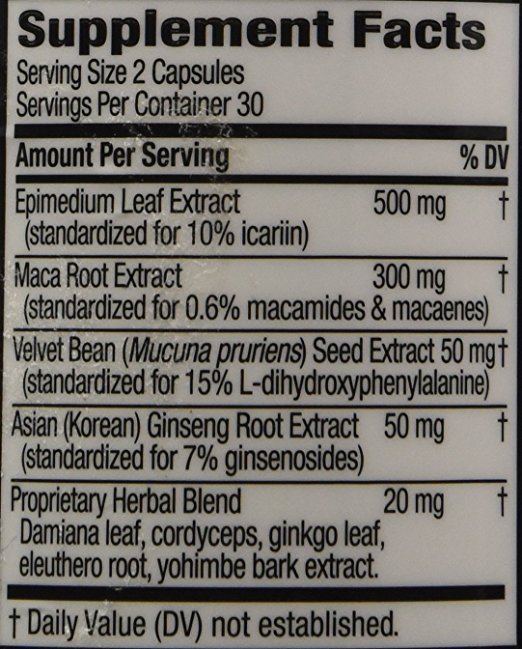 Supplement Facts
Serving Size 2 Capsules
Servings Per Container 30
Amount Per Serving % DV
Epimedium Leaf Extract 500 mg †
(standardized for 10% icariin)
Maca Root Extract 300 mg †
(standardized for 0.6% macamides & macaenes)
Velvet Bean (Mucuna pruriens) Seed Extract 50 mg†
(standardized for 15% L-dihydroxyphenylalanine)
Asian (Korean) Ginseng Root Extract 50 mg †
(standardized for 7% ginsenosides)
Proprietary Herbal Blend 20 mg †
Damiana leaf, cordyceps, ginkgo leaf,
eleuthero root, yohimbe bark extract.
† Daily Value (DV) not established.